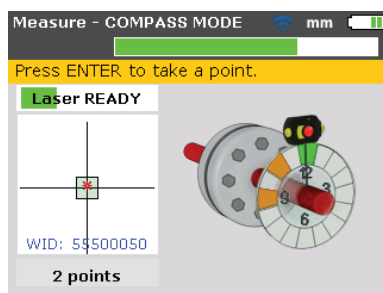 Measure - COMPASS MODE mm
Press ENTER to take a point.
Laser READY
12
3
9
6
WID: 55500050
2 points